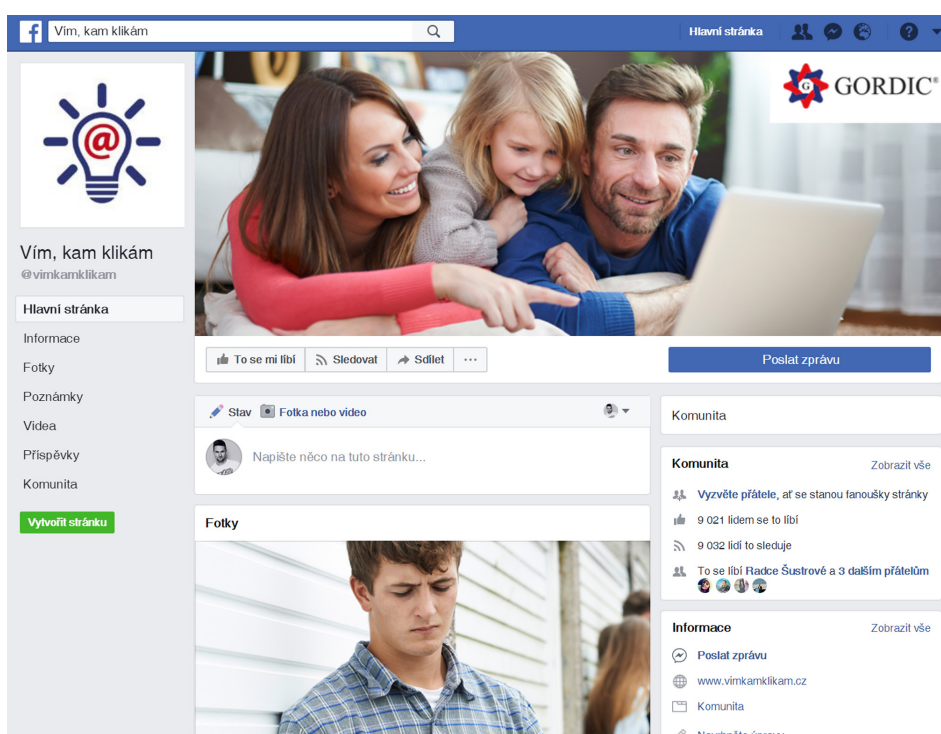 Vím, kam klikám
Hlavní stránka
G
GORDIC®
@
Vím, kam klikám
@vimkamklikam
Hlavní stránka
Informace
Fotky
Poznámky
Videa
Příspěvky
Komunita
Vytvořit stránku
To se mi líbí
Sledovat
Sdílet
···
Poslat zprávu
Stav
Fotka nebo video
Napište něco na tuto stránku...
Fotky
Komunita
Komunita
Zobrazit vše
Vyzvěte přátele, ať se stanou fanoušky stránky
9 021 lidem se to líbí
9 032 lidí to sleduje
To se líbí Radce Šustrové a 3 dalším přátelům
Informace
Zobrazit vše
Poslat zprávu
www.vimkamklikam.cz
Komunita